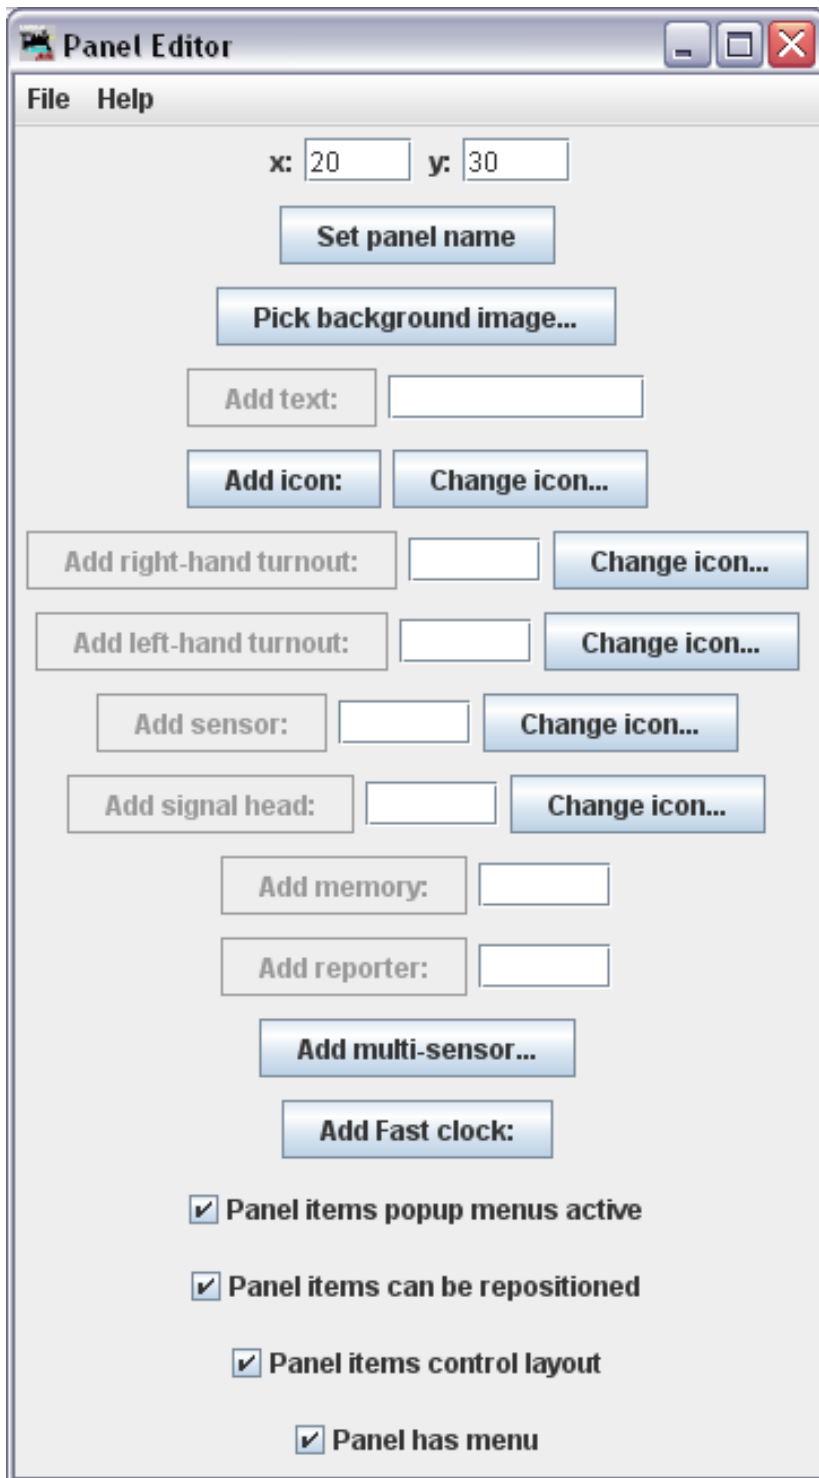 Panel Editor
File Help
x: 20 y: 30
Set panel name
Pick background image...
Add text:
Add icon: Change icon...
Add right-hand turnout: Change icon...
Add left-hand turnout: Change icon...
Add sensor: Change icon...
Add signal head: Change icon...
Add memory:
Add reporter:
Add multi-sensor...
Add Fast clock:
Panel items popup menus active
Panel items can be repositioned
Panel items control layout
Panel has menu